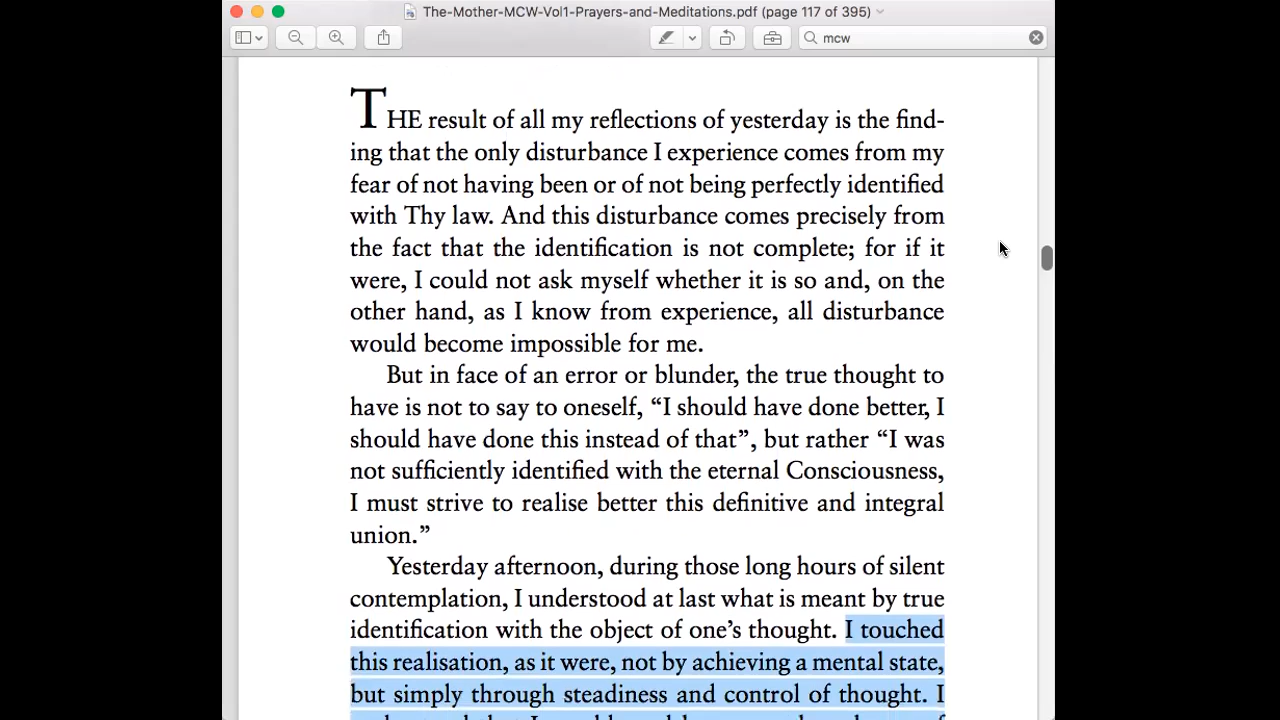 The-Mother-MCW-Vol1-Prayers-and-Meditations.pdf (page 117 of 395)
mcw
THE result of all my reflections of yesterday is the find-
ing that the only disturbance I experience comes from my
fear of not having been or of not being perfectly identified
with Thy law. And this disturbance comes precisely from
the fact that the identification is not complete; for if it
were, I could not ask myself whether it is so and, on the
other hand, as I know from experience, all disturbance
would become impossible for me.
But in face of an error or blunder, the true thought to
have is not to say to oneself, “I should have done better, I
should have done this instead of that”, but rather “I was
not sufficiently identified with the eternal Consciousness,
I must strive to realise better this definitive and integral
union.”
Yesterday afternoon, during those long hours of silent
contemplation, I understood at last what is meant by true
identification with the object of one’s thought. I touched
this realisation, as it were, not by achieving a mental state,
but simply through steadiness and control of thought. I